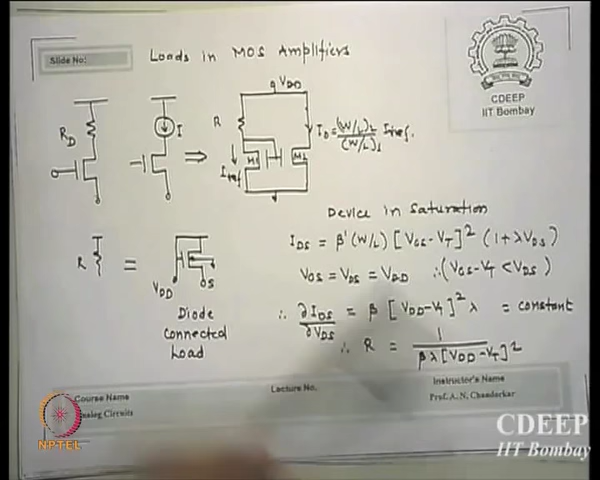 Slide No:
Loads in MOS Amplifiers
CDEEP
IIT Bombay
VDD
RD
I
⇒
R
Iref
M1
M2
ID = (W/L)2 / (W/L)1 Iref.
Device in Saturation
IDS = β'(W/L) [VGS-VT]² (1+λVDS)
VGS = VDS = VDD ∴ (VGS-VT < VDS)
∴ ∂IDS/∂VDS = β [VDD-VT]² λ = constant
∴ R = 1 / βλ[VDD-VT]²
R
=
VDD
S
Diode
Connected
Load
Course Name
Analog Circuits
Lecture No.
Instructor's Name
Prof. A. N. Chandorkar
NPTEL
CDEEP
IIT Bombay